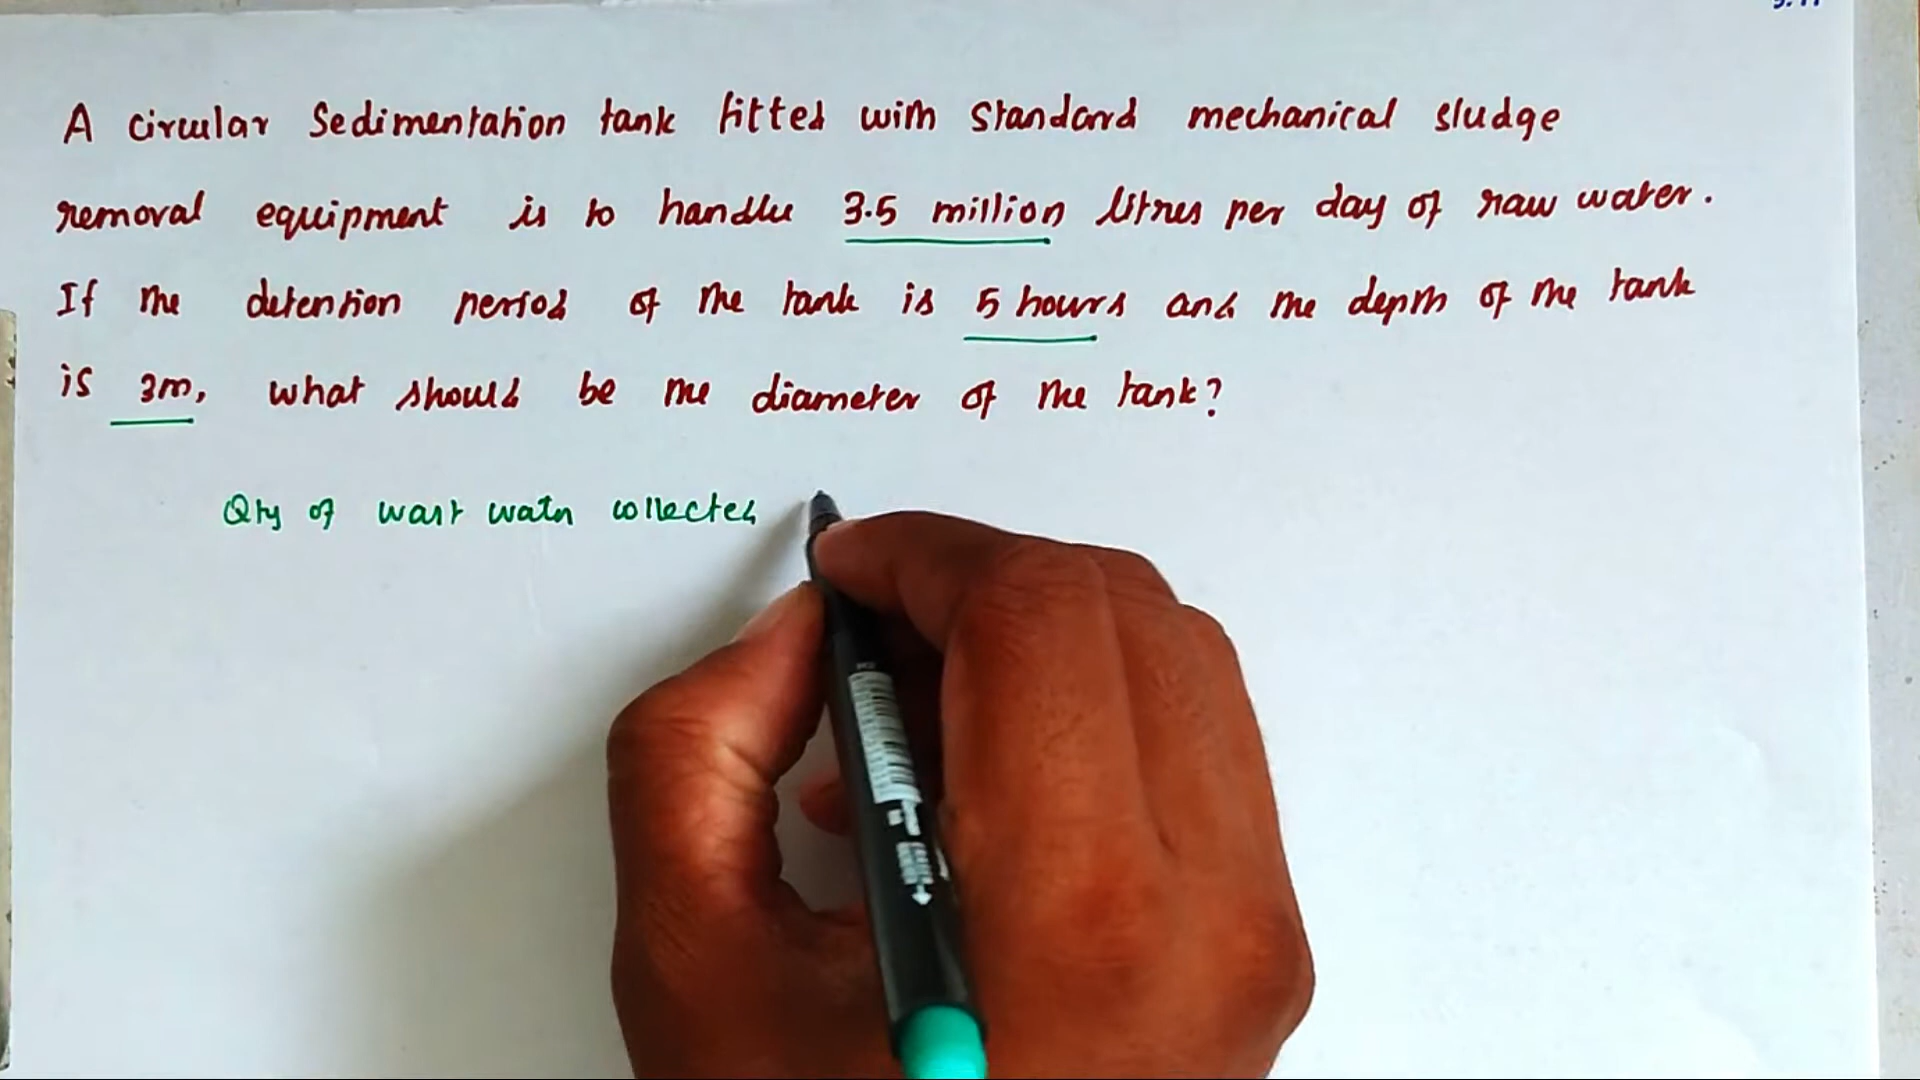 A circular Sedimentation tank fitted with standard mechanical sludge
removal equipment is to handle 3.5 million litres per day of raw water.
If the detention period of the tank is 5 hours and the depth of the tank
is 3m, what should be the diameter of the tank?
Qty of wast water collected